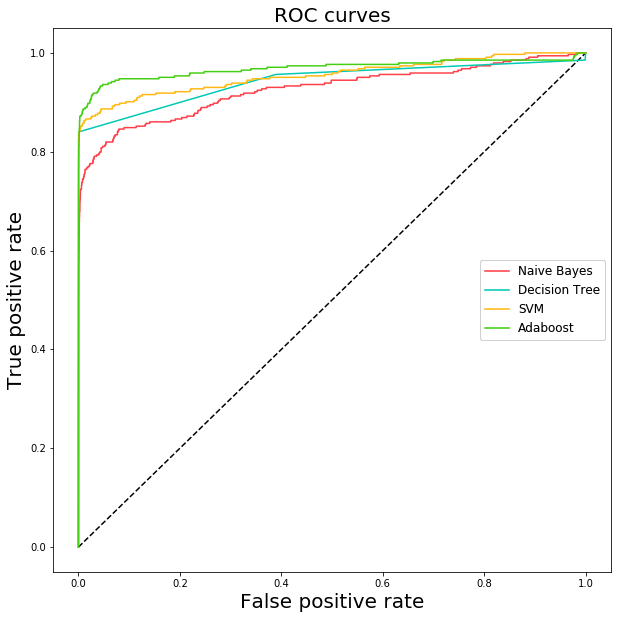 ROC curves
True positive rate
1.0
0.8
0.6
0.4
0.2
0.0
Naive Bayes
Decision Tree
SVM
Adaboost
0.0 0.2 0.4 0.6 0.8 1.0
False positive rate